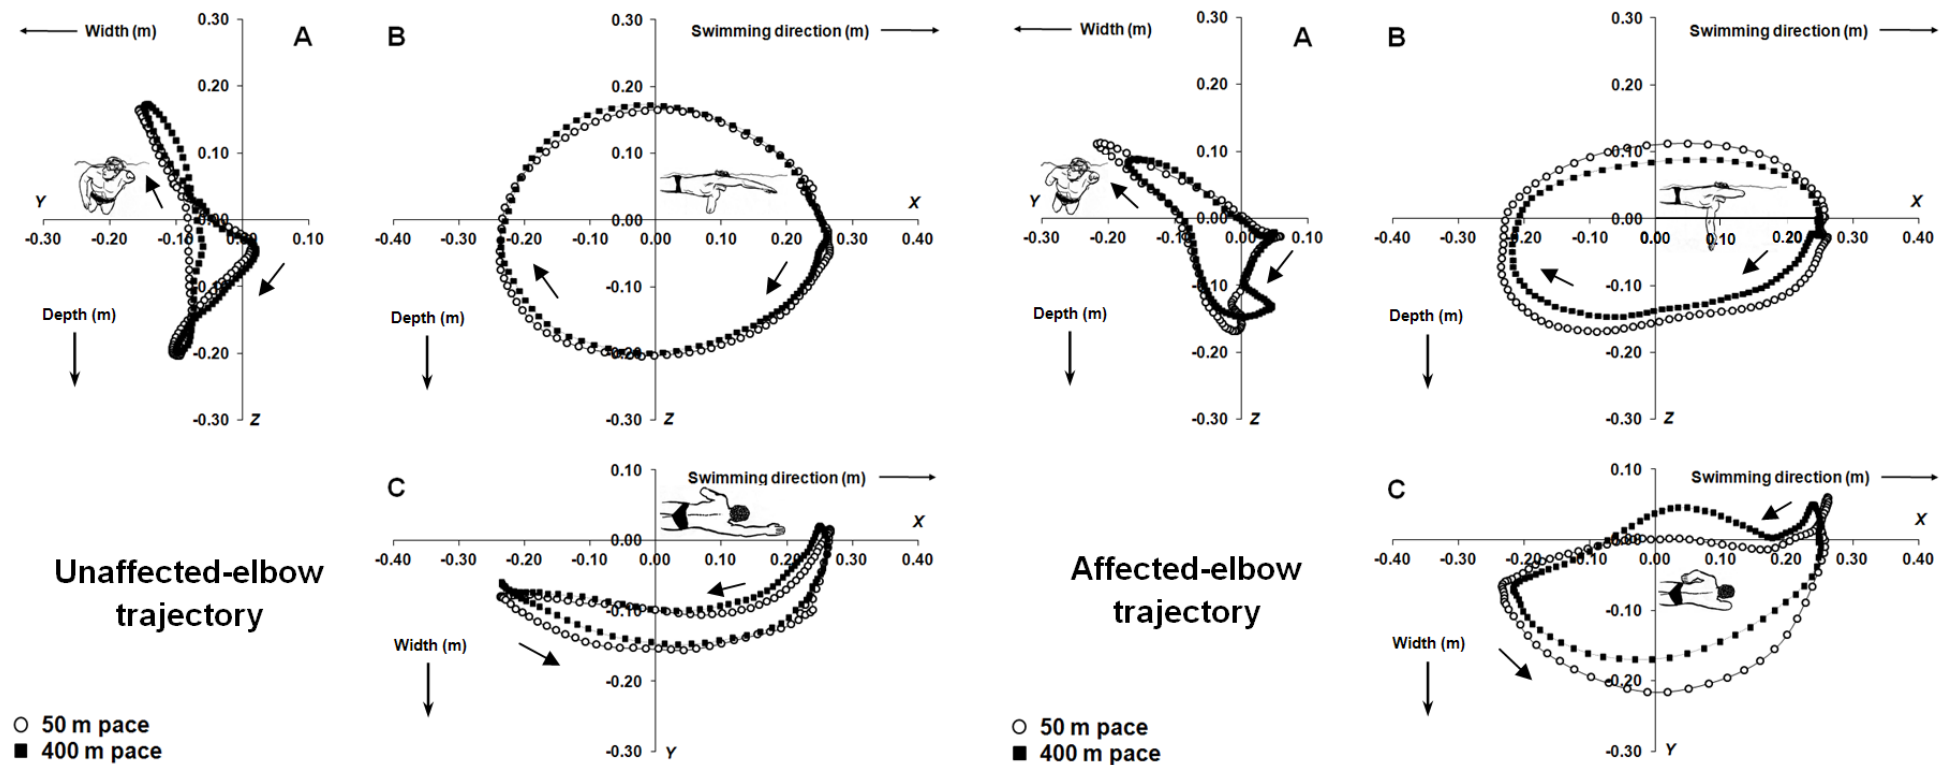 Width (m)
A
0.30
0.20
0.10
0.00
Y
-0.30
-0.20
-0.10
0.10
-0.10
Depth (m)
-0.20
-0.30
Z
B
0.30
Swimming direction (m)
0.20
0.10
X
0.00
-0.40
-0.30
-0.20
-0.10
0.00
0.10
0.20
0.30
0.40
-0.10
Depth (m)
-0.20
-0.30
Z
C
0.10
Swimming direction (m)
X
0.00
-0.40
-0.30
-0.20
-0.10
0.10
0.20
0.30
0.40
-0.10
Width (m)
-0.20
-0.30
Y
Unaffected-elbow
trajectory
50 m pace
400 m pace
Width (m)
A
0.30
0.20
0.10
Y
0.00
-0.30
-0.20
-0.10
0.00
0.10
-0.10
Depth (m)
-0.20
-0.30
Z
B
0.30
Swimming direction (m)
0.20
0.10
X
0.00
-0.40
-0.30
-0.20
-0.10
0.00
0.10
0.20
0.30
0.40
-0.10
Depth (m)
-0.20
-0.30
Z
C
0.10
Swimming direction (m)
X
0.00
-0.40
-0.30
-0.20
-0.10
0.00
0.10
0.20
0.30
0.40
-0.10
Width (m)
-0.20
-0.30
Y
Affected-elbow
trajectory
50 m pace
400 m pace